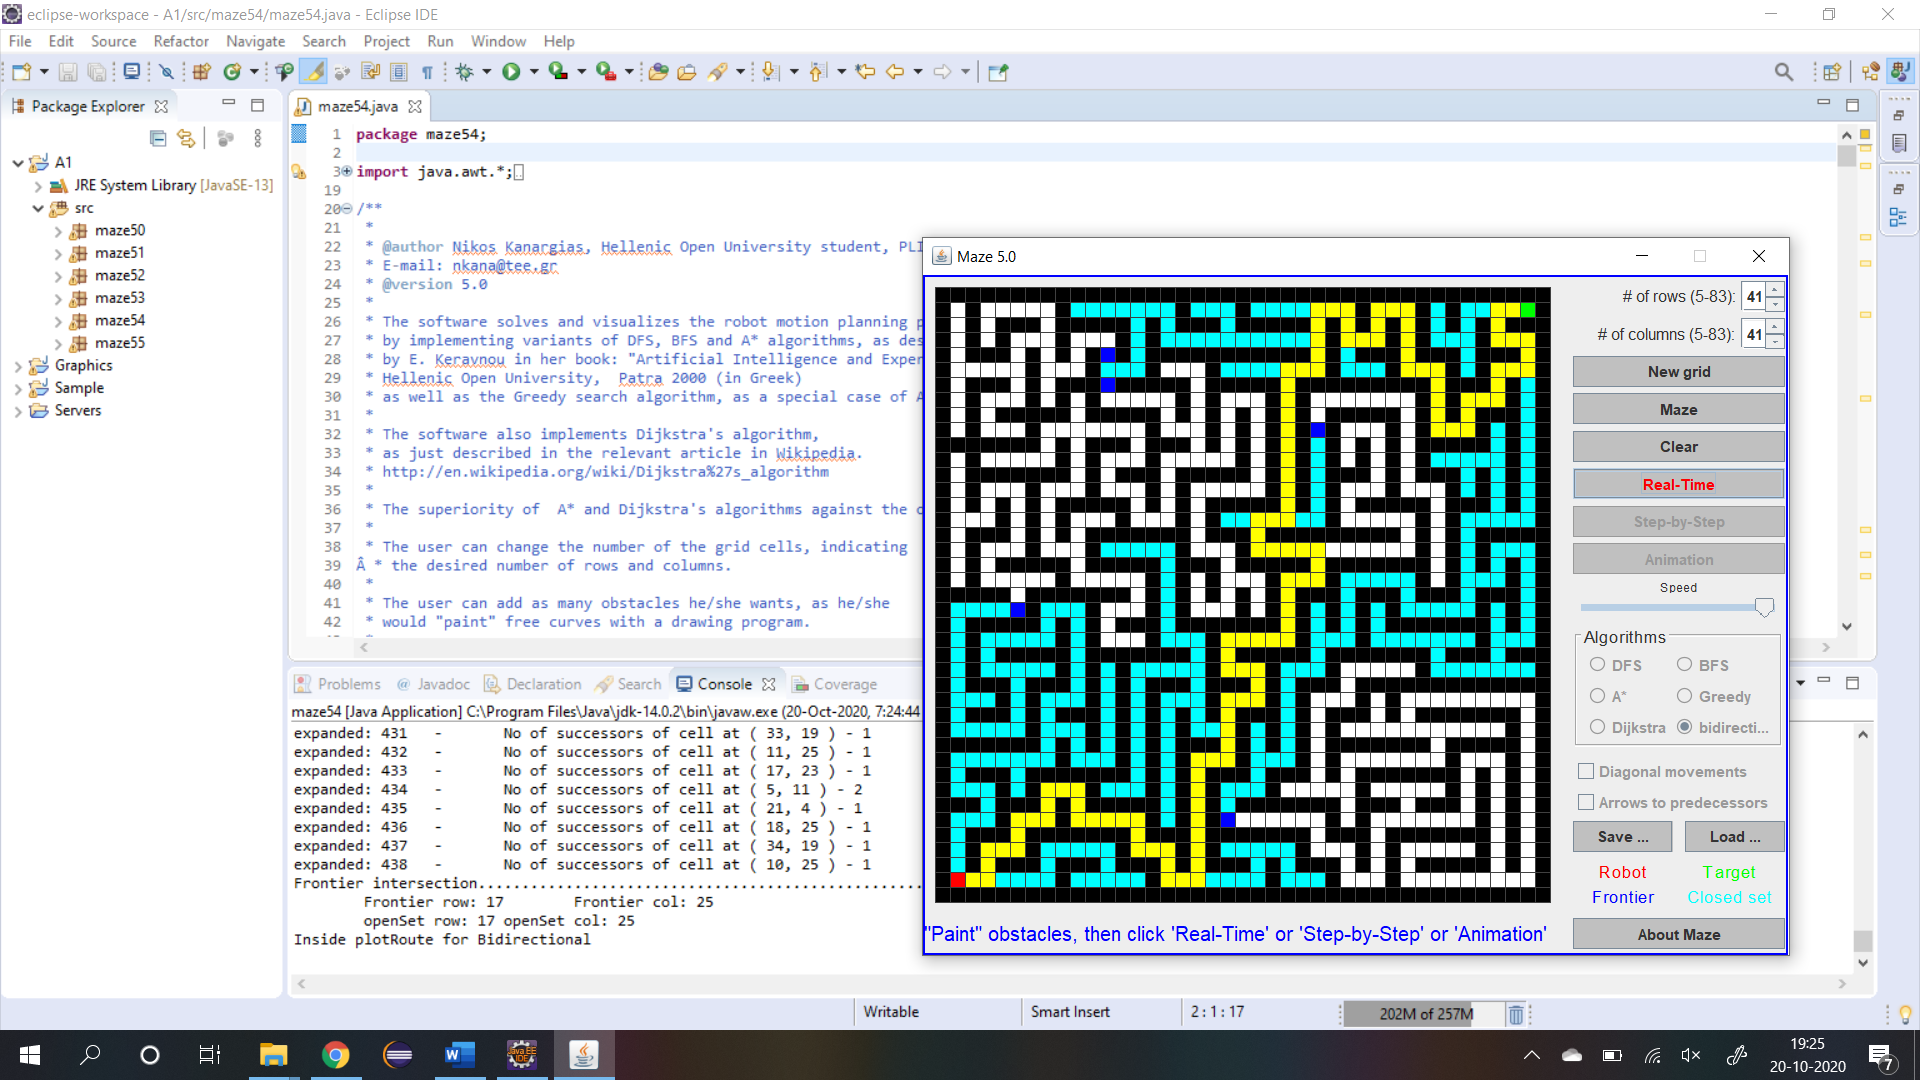 eclipse-workspace - A1/src/maze54/maze54.java - Eclipse IDE
File Edit Source Refactor Navigate Search Project Run Window Help
Package Explorer
A1
JRE System Library [JavaSE-13]
src
maze50
maze51
maze52
maze53
maze54
maze55
Graphics
Sample
Servers
maze54.java
1 package maze54;
2
3 import java.awt.*;
19
20 /**
21 *
22 * @author Nikos Kanargias, Hellenic Open University student, PLI
23 * E-mail: nkana@tee.gr
24 * @version 5.0
25 *
26 * The software solves and visualizes the robot motion planning p
27 * by implementing variants of DFS, BFS and A* algorithms, as des
28 * by E. Keravnou in her book: "Artificial Intelligence and Exper
29 * Hellenic Open University, Patra 2000 (in Greek)
30 * as well as the Greedy search algorithm, as a special case of A
31 *
32 * The software also implements Dijkstra's algorithm,
33 * as just described in the relevant article in Wikipedia.
34 * http://en.wikipedia.org/wiki/Dijkstra%27s_algorithm
35 *
36 * The superiority of A* and Dijkstra's algorithms against the o
37 *
38 * The user can change the number of the grid cells, indicating
39 Â * the desired number of rows and columns.
40 *
41 * The user can add as many obstacles he/she wants, as he/she
42 * would "paint" free curves with a drawing program.
Problems @ Javadoc Declaration Search Console Coverage
maze54 [Java Application] C:\Program Files\Java\jdk-14.0.2\bin\javaw.exe (20-Oct-2020, 7:24:44
expanded: 431 - No of successors of cell at ( 33, 19 ) - 1
expanded: 432 - No of successors of cell at ( 11, 25 ) - 1
expanded: 433 - No of successors of cell at ( 17, 23 ) - 1
expanded: 434 - No of successors of cell at ( 5, 11 ) - 2
expanded: 435 - No of successors of cell at ( 21, 4 ) - 1
expanded: 436 - No of successors of cell at ( 18, 25 ) - 1
expanded: 437 - No of successors of cell at ( 34, 19 ) - 1
expanded: 438 - No of successors of cell at ( 10, 25 ) - 1
Frontier intersection..................................................
Frontier row: 17 Frontier col: 25
openSet row: 17 openSet col: 25
Inside plotRoute for Bidirectional
Maze 5.0
# of rows (5-83): 41
# of columns (5-83): 41
New grid
Maze
Clear
Real-Time
Step-by-Step
Animation
Speed
Algorithms
DFS BFS
A* Greedy
Dijkstra bidirecti...
Diagonal movements
Arrows to predecessors
Save ... Load ...
Robot Target
Frontier Closed set
About Maze
"Paint" obstacles, then click 'Real-Time' or 'Step-by-Step' or 'Animation'
Writable Smart Insert 2 : 1 : 17 202M of 257M
19:25
20-10-2020
7